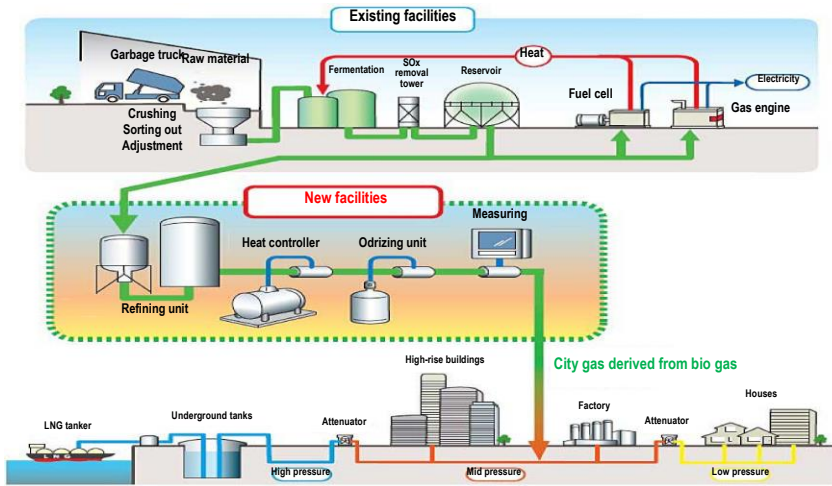 Existing facilities
Garbage truck
Raw material
Crushing
Sorting out
Adjustment
Fermentation
SOx
removal
tower
Reservoir
Heat
Fuel cell
Electricity
Gas engine
New facilities
Refining unit
Heat controller
Odrizing unit
Measuring
City gas derived from bio gas
LNG tanker
LNG
Underground tanks
High pressure
Attenuator
High-rise buildings
Mid pressure
Factory
Attenuator
Houses
Low pressure